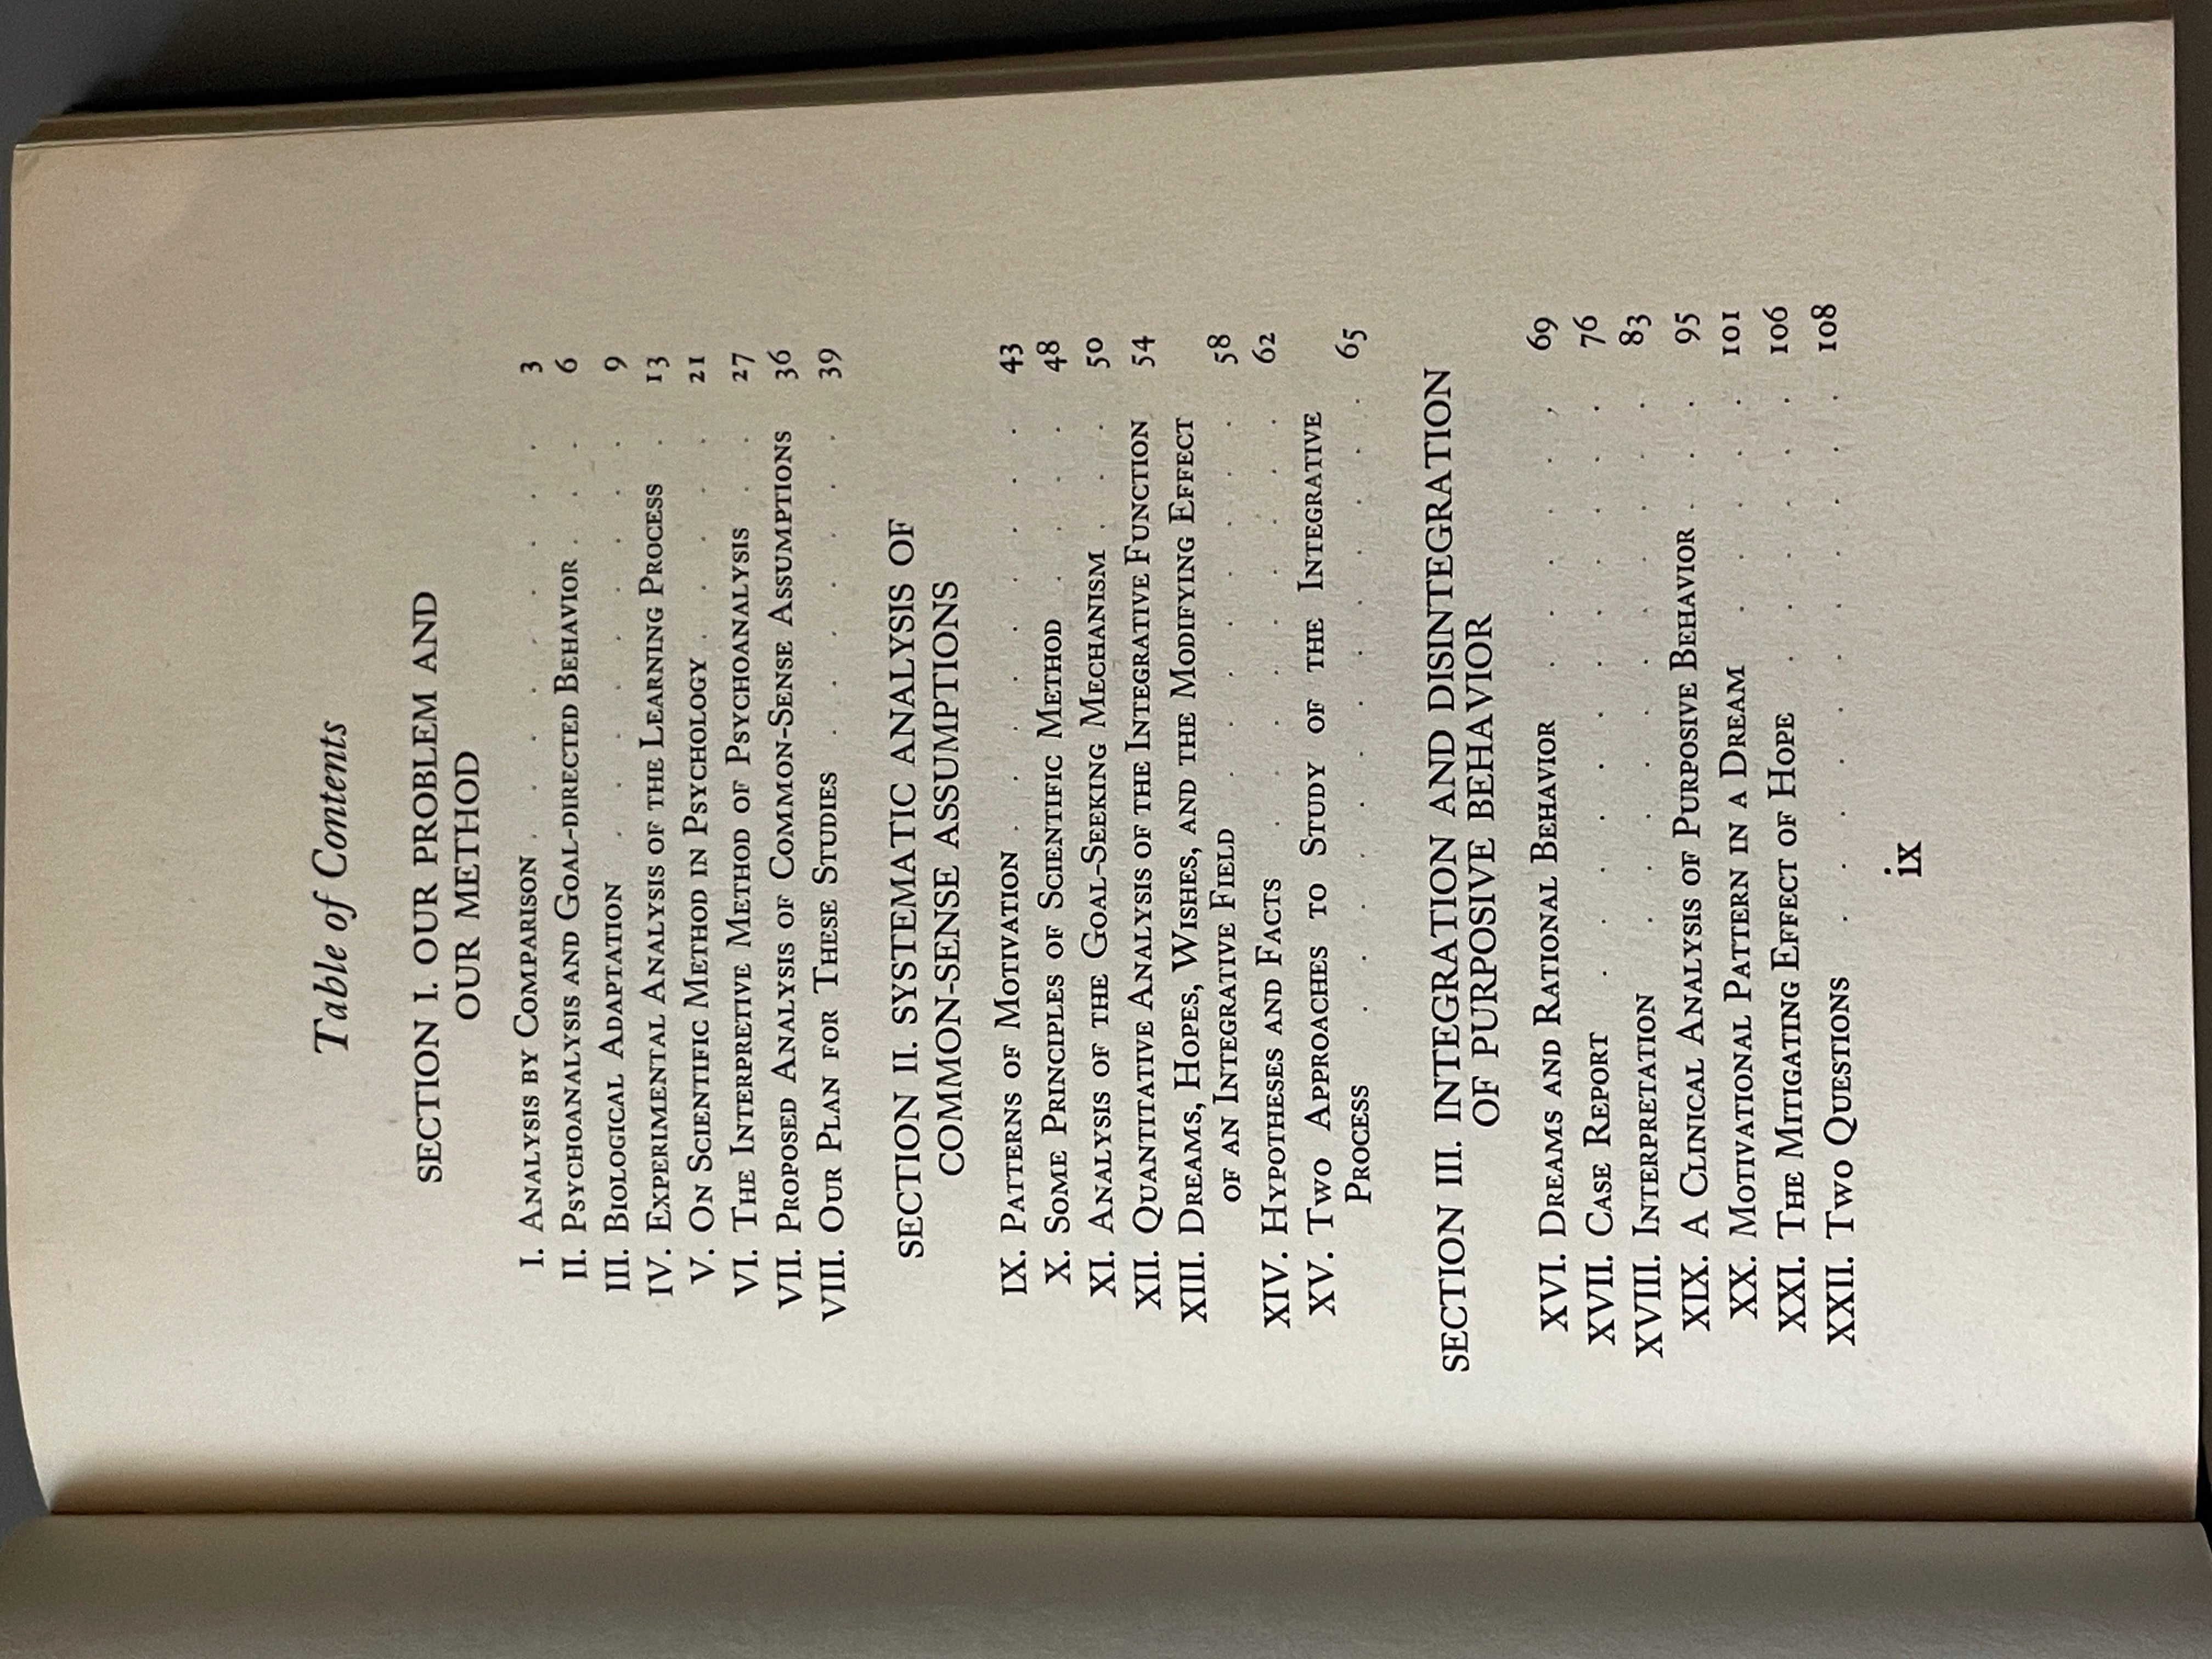 Table of Contents
SECTION I. OUR PROBLEM AND
OUR METHOD
I. Analysis by Comparison . . . . . . . . 3
II. Psychoanalysis and Goal-directed Behavior . . . 6
III. Biological Adaptation . . . . . . . . 9
IV. Experimental Analysis of the Learning Process . 13
V. On Scientific Method in Psychology . . . . . 21
VI. The Interpretive Method of Psychoanalysis . . 27
VII. Proposed Analysis of Common-Sense Assumptions 36
VIII. Our Plan for These Studies . . . . . . . 39
SECTION II. SYSTEMATIC ANALYSIS OF
COMMON-SENSE ASSUMPTIONS
IX. Patterns of Motivation . . . . . . . . . 43
X. Some Principles of Scientific Method . . . . 48
XI. Analysis of the Goal-Seeking Mechanism . . . 50
XII. Quantitative Analysis of the Integrative Function 54
XIII. Dreams, Hopes, Wishes, and the Modifying Effect
of an Integrative Field . . . . . . . . 58
XIV. Hypotheses and Facts . . . . . . . . . 62
XV. Two Approaches to Study of the Integrative
Process . . . . . . . . . . . . . 65
SECTION III. INTEGRATION AND DISINTEGRATION
OF PURPOSIVE BEHAVIOR
XVI. Dreams and Rational Behavior . . . . . . 69
XVII. Case Report . . . . . . . . . . . . 76
XVIII. Interpretation . . . . . . . . . . . 83
XIX. A Clinical Analysis of Purposive Behavior . . . 95
XX. Motivational Pattern in a Dream . . . . . 101
XXI. The Mitigating Effect of Hope . . . . . . 106
XXII. Two Questions . . . . . . . . . . . 108
ix